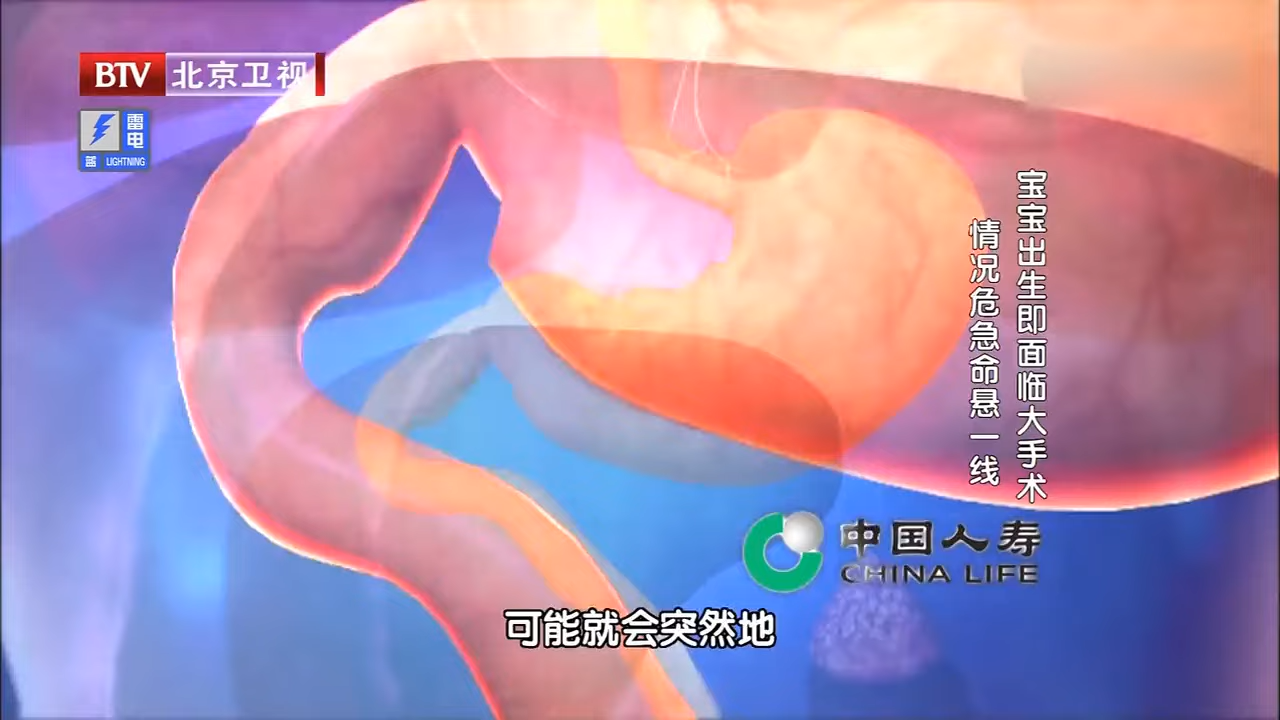 BTV 北京卫视
雷电
蓝 LIGHTNING
宝宝出生即面临大手术
情况危急命悬一线
中国人寿
CHINA LIFE
可能就会突然地